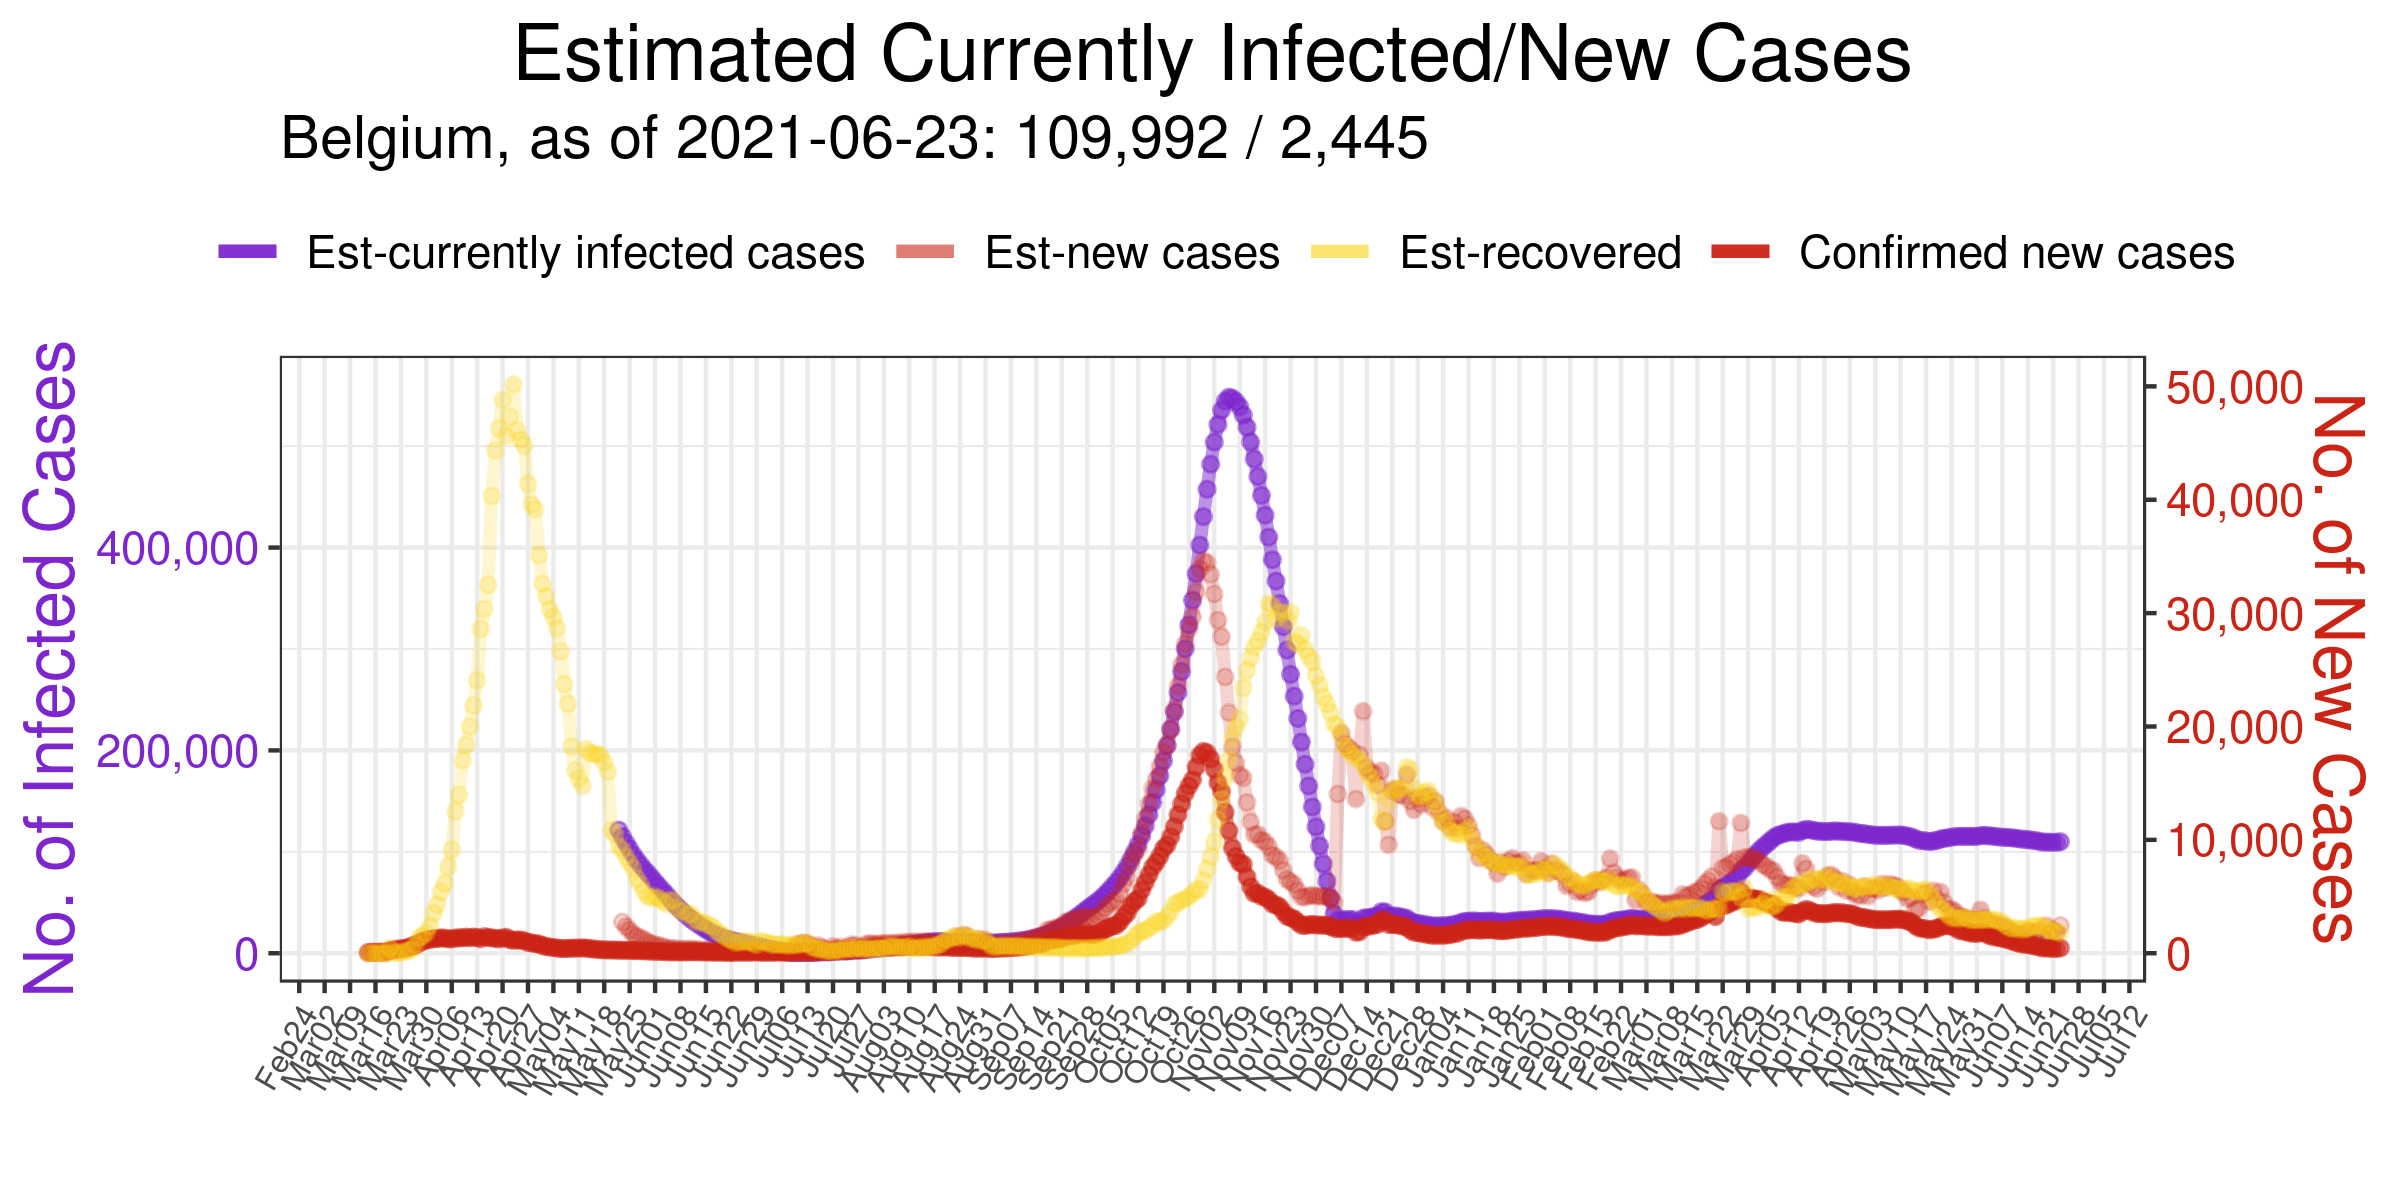 Estimated Currently Infected/New Cases
Belgium, as of 2021-06-23: 109,992 / 2,445
Est-currently infected cases
Est-new cases
Est-recovered
Confirmed new cases
No. of Infected Cases
400,000
200,000
0
50,000
40,000
30,000
20,000
10,000
0
No. of New Cases
Feb24
Mar02
Mar09
Mar16
Mar23
Mar30
Apr06
Apr13
Apr20
Apr27
May04
May11
May18
May25
Jun01
Jun08
Jun15
Jun22
Jun29
Jul06
Jul13
Jul20
Jul27
Aug03
Aug10
Aug17
Aug24
Aug31
Sep07
Sep14
Sep21
Sep28
Oct05
Oct12
Oct19
Oct26
Nov02
Nov09
Nov16
Nov23
Nov30
Dec07
Dec14
Dec21
Dec28
Jan04
Jan11
Jan18
Jan25
Feb01
Feb08
Feb15
Feb22
Mar01
Mar08
Mar15
Mar22
Mar29
Apr05
Apr12
Apr19
Apr26
May03
May10
May17
May24
May31
Jun07
Jun14
Jun21
Jun28
Jul05
Jul12